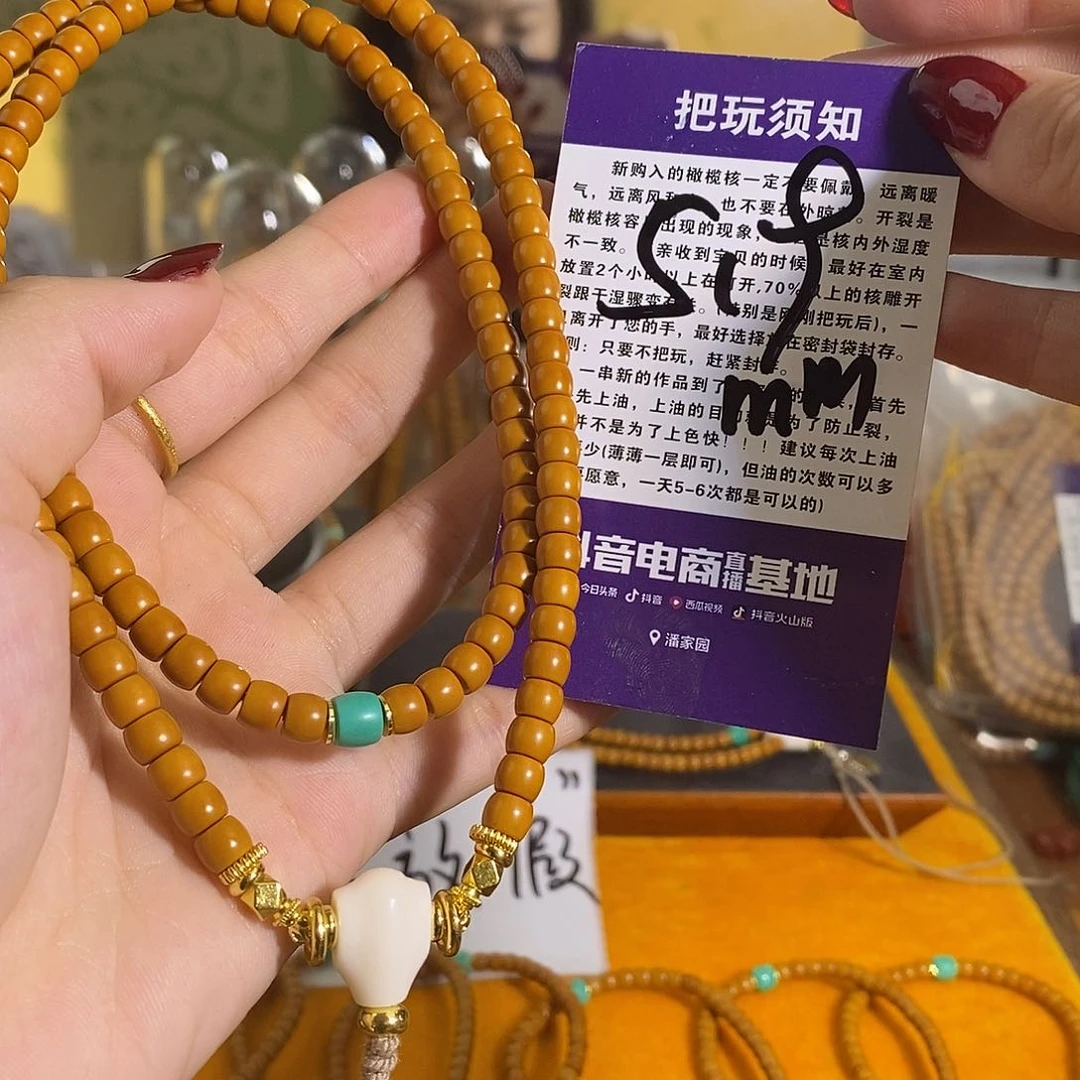 把玩须知
新购入的橄榄核一定不要佩戴 远离暖
气，远离风 也不要在 外晾 。开裂是
橄榄核容 出现的现象， 是核内外湿度
不一致。 亲收到宝贝的时候 最好在室内
放置2个小 以上在 打开,70% 以上的核雕开
裂跟干湿骤变 。( 别是刚刚把玩后)，一
离开了您的手，最好选择 在密封袋封存。
则：只要不把玩，赶紧封存。
一串新的作品到了 的 ，首先
先上油，上油的目的 是为了防止裂，
并不是为了上色快！！！建议每次上油
少(薄薄一层即可)，但油的次数可以多
愿意，一天5-6次都是可以的)
mm
抖音电商直播基地
今日头条 抖音 西瓜视频 抖音火山版
潘家园
”
放假